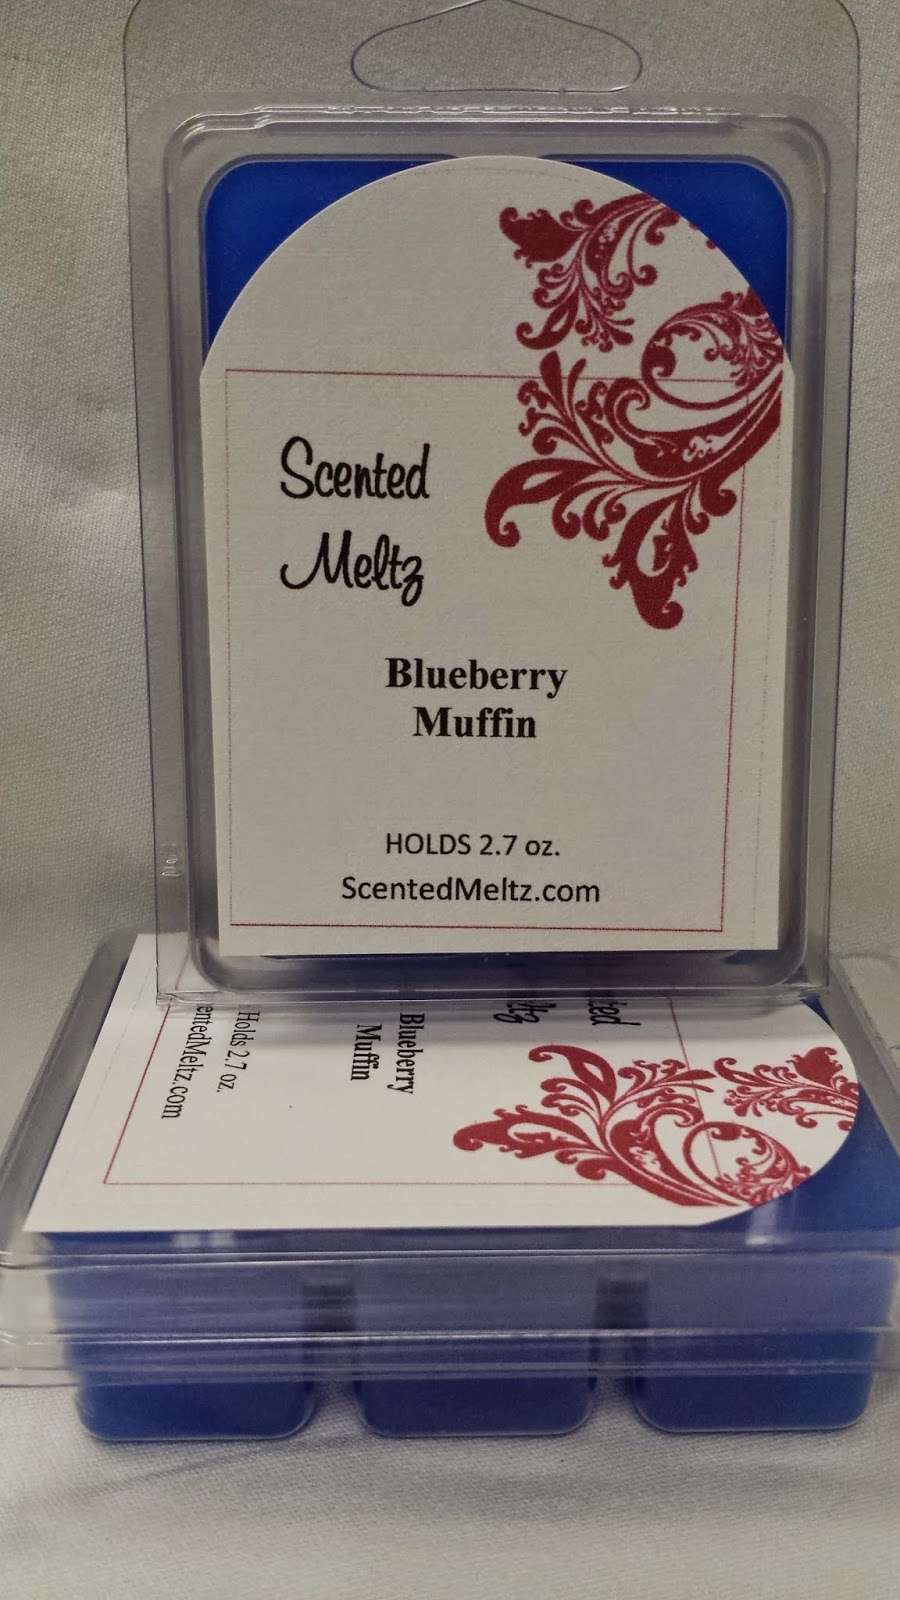 Scented
Meltz
Blueberry
Muffin
HOLDS 2.7 oz.
ScentedMeltz.com
Blueberry
Muffin
Holds 2.7 oz.